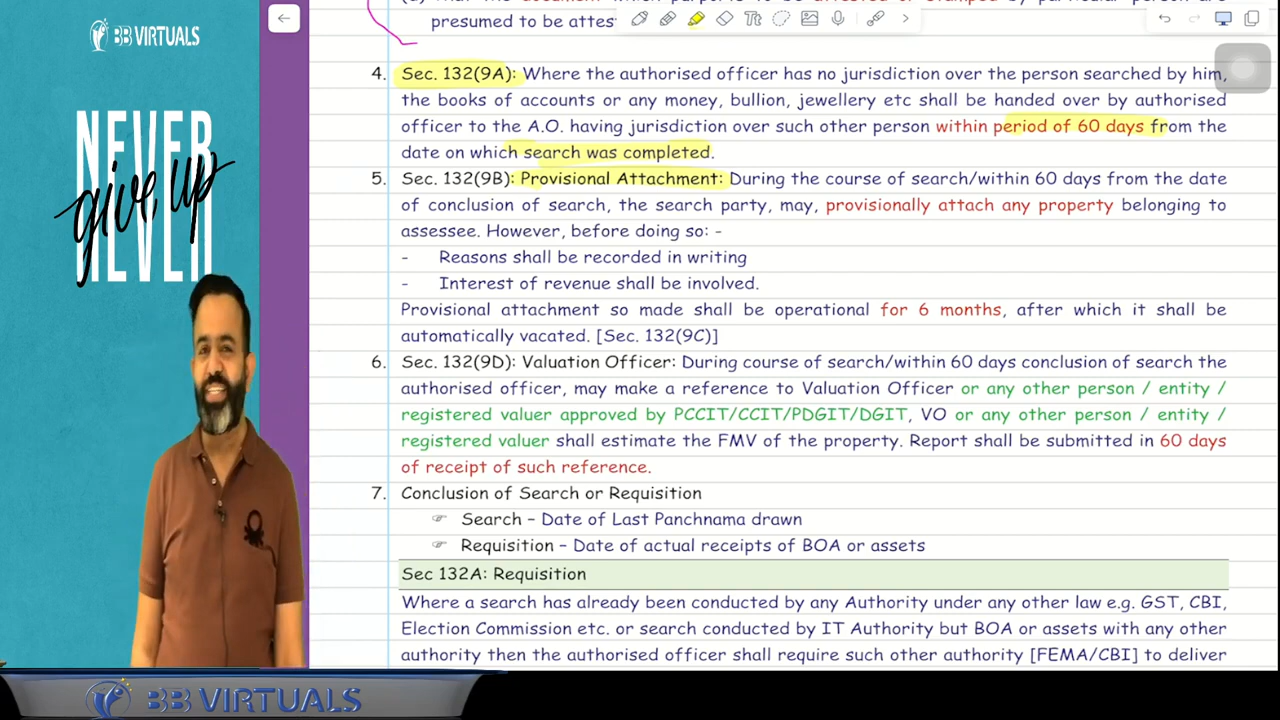 BB VIRTUALS
NEVER
give up
NEVER
presumed to be attes
4. Sec. 132(9A): Where the authorised officer has no jurisdiction over the person searched by him,
the books of accounts or any money, bullion, jewellery etc shall be handed over by authorised
officer to the A.O. having jurisdiction over such other person within period of 60 days from the
date on which search was completed.
5. Sec. 132(9B): Provisional Attachment: During the course of search/within 60 days from the date
of conclusion of search, the search party, may, provisionally attach any property belonging to
assessee. However, before doing so: -
- Reasons shall be recorded in writing
- Interest of revenue shall be involved.
Provisional attachment so made shall be operational for 6 months, after which it shall be
automatically vacated. [Sec. 132(9C)]
6. Sec. 132(9D): Valuation Officer: During course of search/within 60 days conclusion of search the
authorised officer, may make a reference to Valuation Officer or any other person / entity /
registered valuer approved by PCCIT/CCIT/PDGIT/DGIT, VO or any other person / entity /
registered valuer shall estimate the FMV of the property. Report shall be submitted in 60 days
of receipt of such reference.
7. Conclusion of Search or Requisition
☞ Search – Date of Last Panchnama drawn
☞ Requisition – Date of actual receipts of BOA or assets
Sec 132A: Requisition
Where a search has already been conducted by any Authority under any other law e.g. GST, CBI,
Election Commission etc. or search conducted by IT Authority but BOA or assets with any other
authority then the authorised officer shall require such other authority [FEMA/CBI] to deliver
BB VIRTUALS